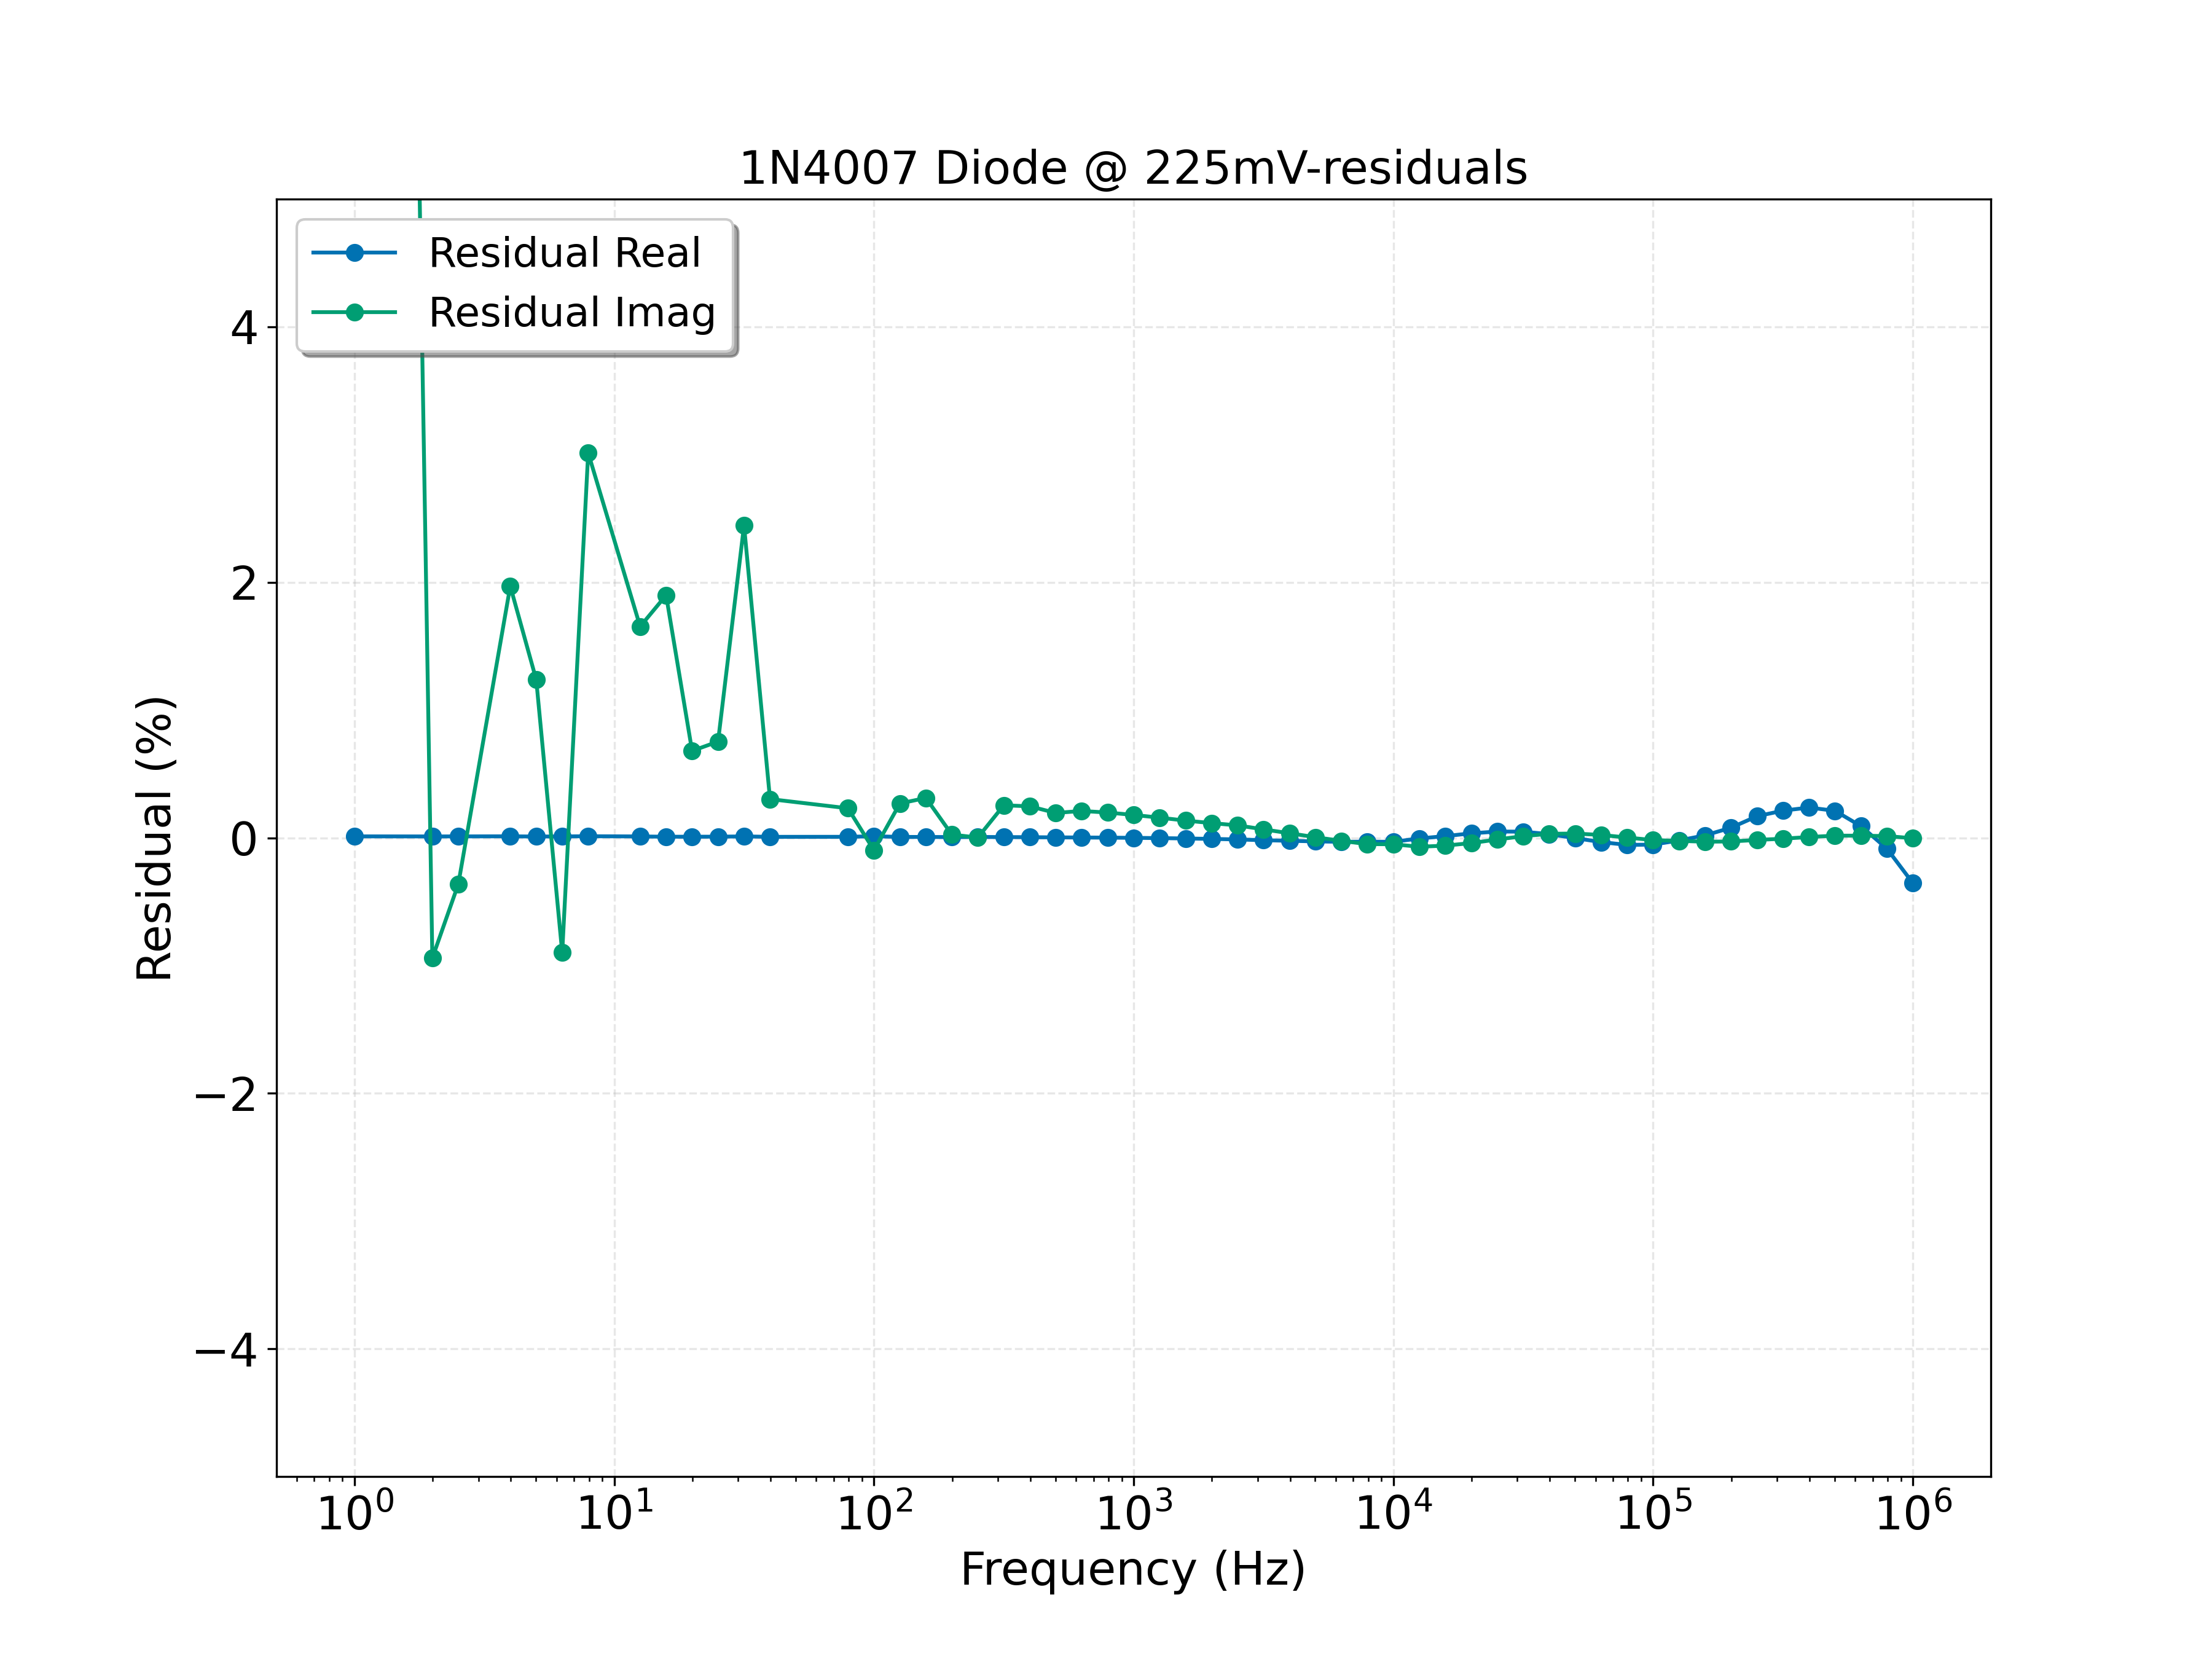 1N4007 Diode @ 225mV-residuals
Residual Real
Residual Imag
4
2
0
−2
−4
Residual (%)
10^0 10^1 10^2 10^3 10^4 10^5 10^6
Frequency (Hz)